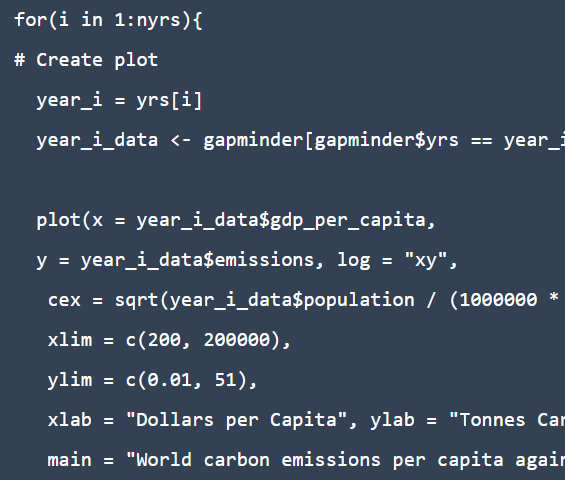 for(i in 1:nyrs){
# Create plot
year_i = yrs[i]
year_i_data <- gapminder[gapminder$yrs == year_i
plot(x = year_i_data$gdp_per_capita,
y = year_i_data$emissions, log = "xy",
cex = sqrt(year_i_data$population / (1000000 *
xlim = c(200, 200000),
ylim = c(0.01, 51),
xlab = "Dollars per Capita", ylab = "Tonnes Car
main = "World carbon emissions per capita again